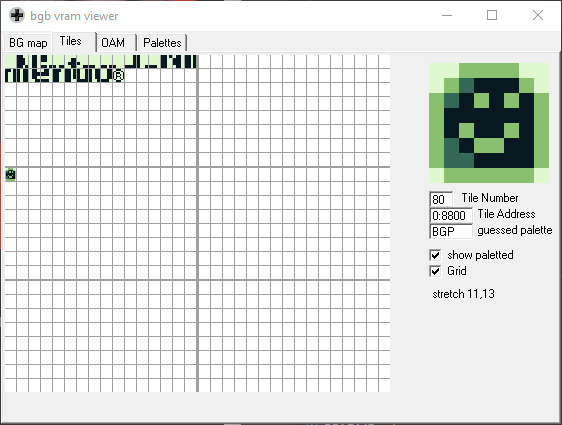 bgb vram viewer
BG map Tiles OAM Palettes
®
80 Tile Number
0:8800 Tile Address
BGP guessed palette
show paletted
Grid
stretch 11,13